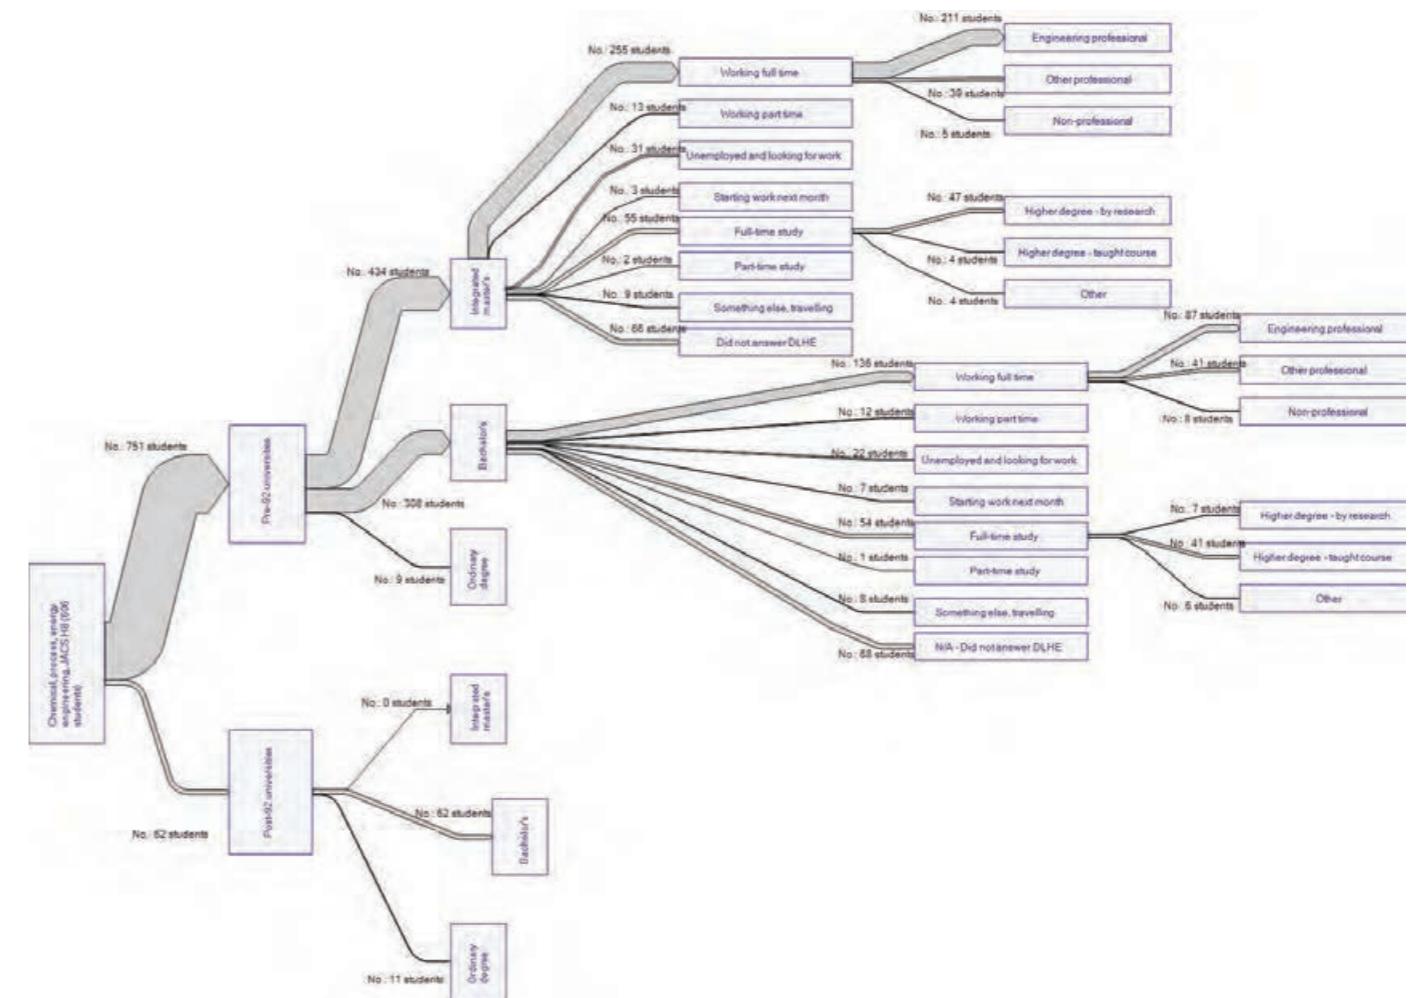 No.: 211 students
Engineering professional
No.: 255 students
Working full time
Other professional
No.: 39 students
No.: 13 students
Working part time
Non-professional
No.: 5 students
No.: 31 students
Unemployed and looking for work
No.: 3 students
Starting work next month
No.: 47 students
Higher degree - by research
No.: 55 students
Full-time study
Higher degree - taught course
No.: 4 students
No.: 2 students
Part-time study
Other
No.: 4 students
No.: 434 students
Integrated
master's
No.: 9 students
Something else, travelling
No.: 66 students
Did not answer DLHE
No.: 87 students
Engineering professional
No.: 136 students
Working full time
No.: 41 students
Other professional
No.: 12 students
Working part time
Non-professional
No.: 8 students
No.: 751 students
Pre-92 universities
Bachelor's
No.: 22 students
Unemployed and looking for work
No.: 308 students
No.: 7 students
Starting work next month
No.: 7 students
Higher degree - by research
No.: 54 students
Full-time study
No.: 41 students
Higher degree - taught course
No.: 9 students
Ordinary
degree
No.: 1 students
Part-time study
Other
No.: 6 students
No.: 8 students
Something else, travelling
No.: 68 students
N/A - Did not answer DLHE
Chemical, process, energy
engineering, JACS H8
students)
No.: 0 students
Integrated
master's
No.: 62 students
Post-92 universities
No.: 62 students
Bachelor's
No.: 11 students
Ordinary
degree